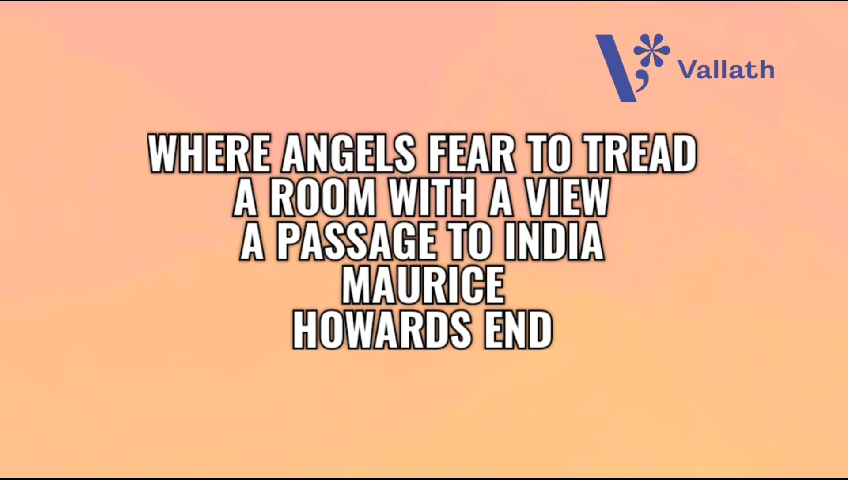 Vallath
WHERE ANGELS FEAR TO TREAD
A ROOM WITH A VIEW
A PASSAGE TO INDIA
MAURICE
HOWARDS END